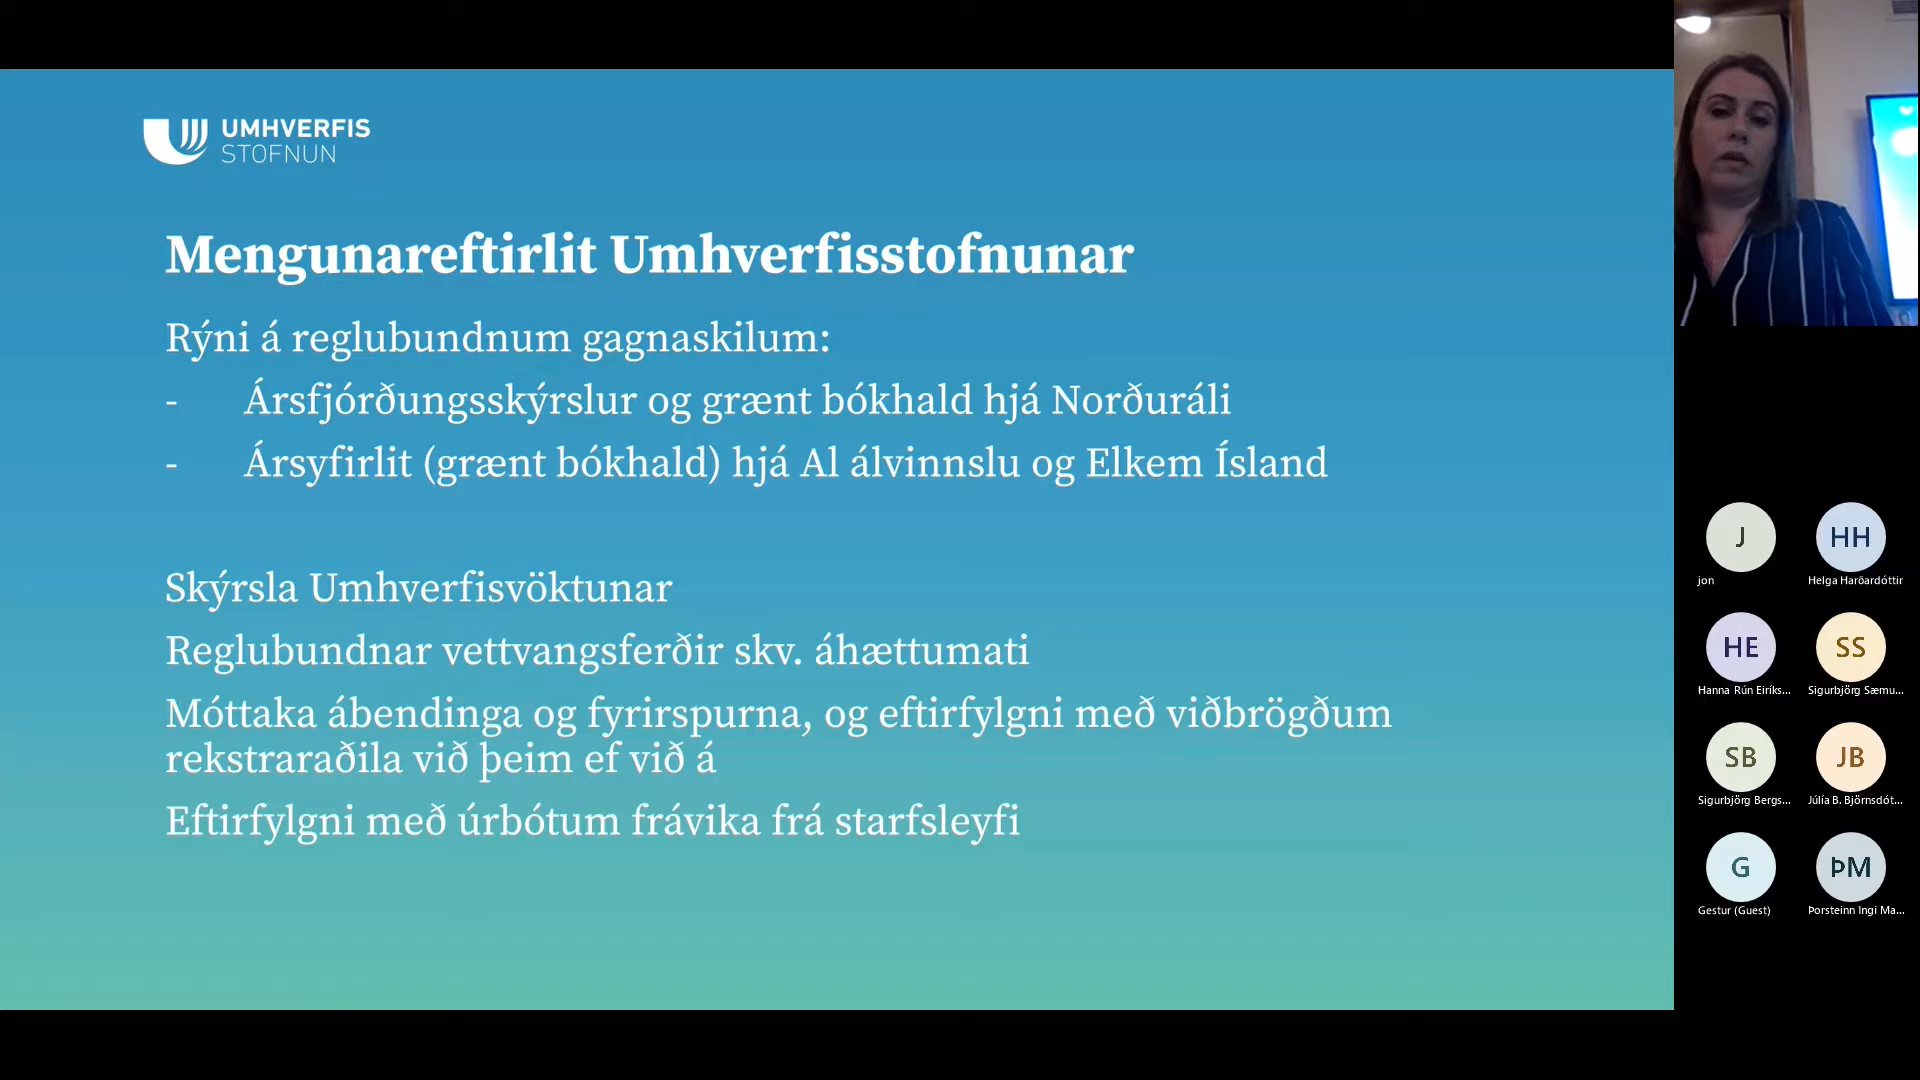 UMHVERFIS
STOFNUN
Mengunareftirlit Umhverfisstofnunar
Rýni á reglubundnum gagnaskilum:
- Ársfjórðungsskýrslur og grænt bókhald hjá Norðuráli
- Ársyfirlit (grænt bókhald) hjá Al álvinnslu og Elkem Ísland
Skýrsla Umhverfisvöktunar
Reglubundnar vettvangsferðir skv. áhættumati
Móttaka ábendinga og fyrirspurna, og eftirfylgni með viðbrögðum
rekstraraðila við þeim ef við á
Eftirfylgni með úrbótum frávika frá starfsleyfi
J HH
jon Helga Harðardóttir
HE SS
Hanna Rún Eiríks... Sigurbjörg Sæmu...
SB JB
Sigurbjörg Bergs... Júlía B. Björnsdót...
G ÞM
Gestur (Guest) Þorsteinn Ingi Ma...